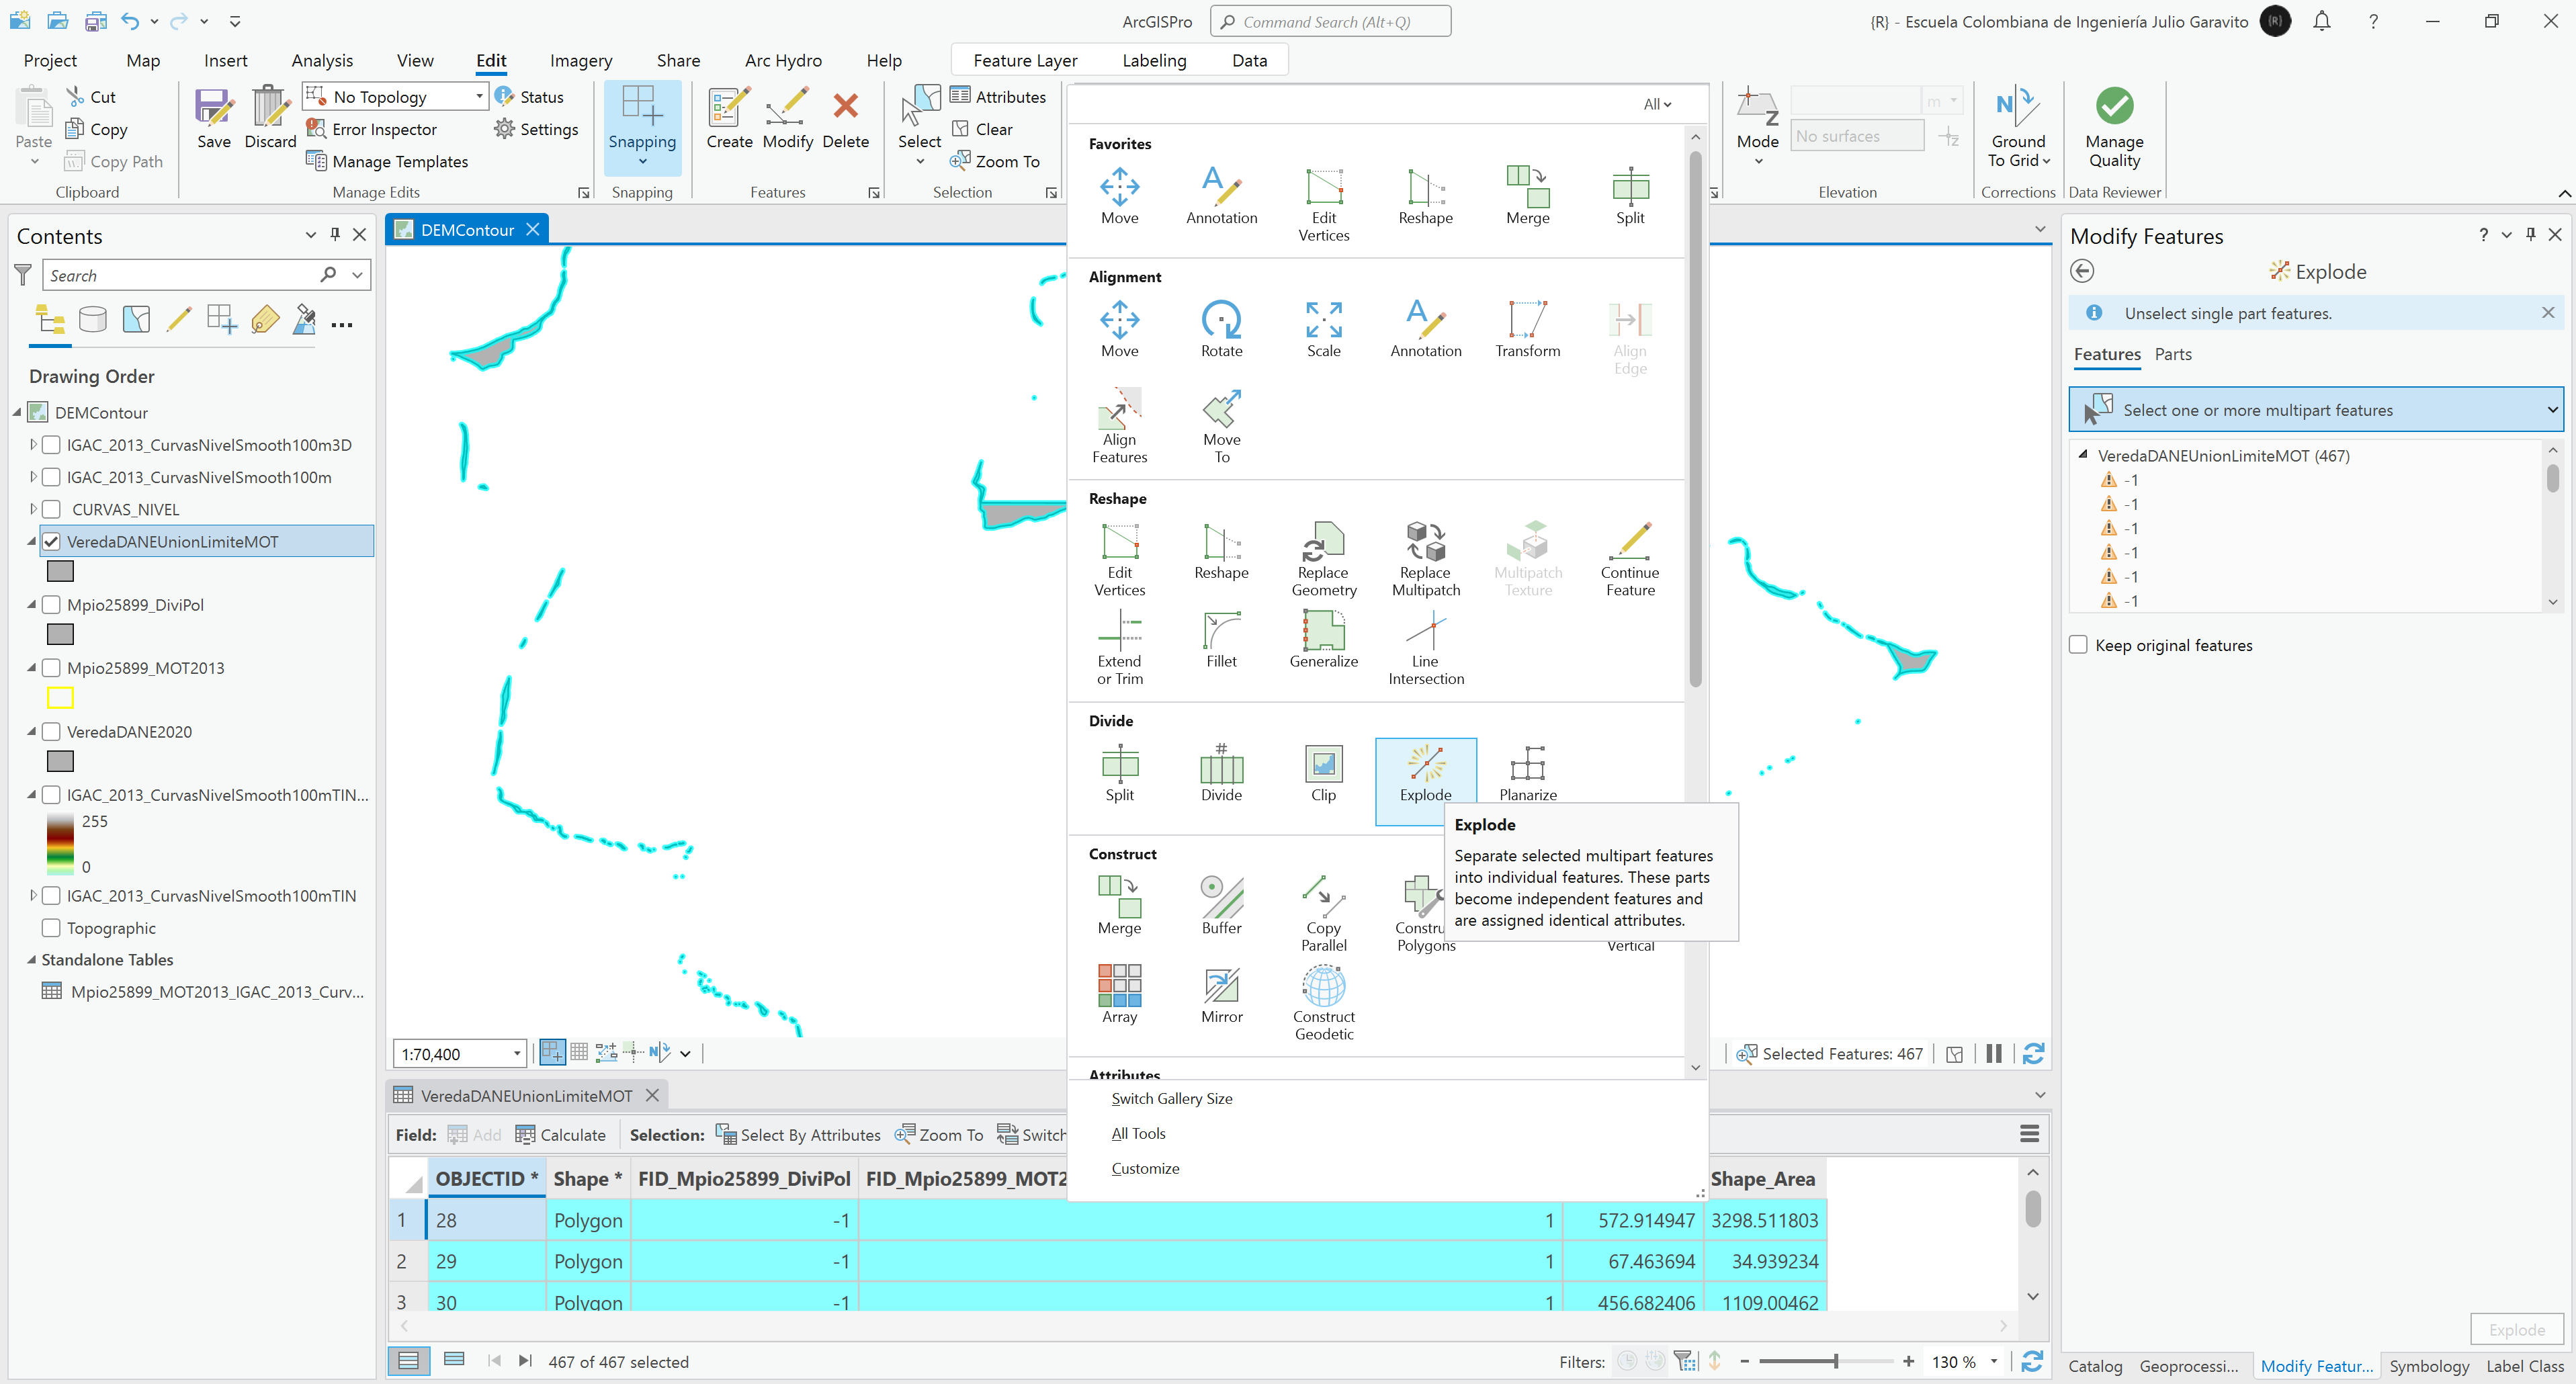 ArcGISPro
Command Search (Alt+Q)
{R} - Escuela Colombiana de Ingeniería Julio Garavito
{R}
Project Map Insert Analysis View Edit Imagery Share Arc Hydro Help Feature Layer Labeling Data
Paste
Cut
Copy
Copy Path
Clipboard
Save
Discard
No Topology
Error Inspector
Manage Templates
Status
Settings
Manage Edits
Snapping
Snapping
Create
Modify
Delete
Features
Select
Attributes
Clear
Zoom To
Selection
Mode
m
No surfaces
Elevation
Ground
To Grid
Corrections
Manage
Quality
Data Reviewer
Contents
Search
Drawing Order
DEMContour
IGAC_2013_CurvasNivelSmooth100m3D
IGAC_2013_CurvasNivelSmooth100m
CURVAS_NIVEL
VeredaDANEUnionLimiteMOT
Mpio25899_DiviPol
Mpio25899_MOT2013
VeredaDANE2020
IGAC_2013_CurvasNivelSmooth100mTIN...
255
0
IGAC_2013_CurvasNivelSmooth100mTIN
Topographic
Standalone Tables
Mpio25899_MOT2013_IGAC_2013_Curv...
DEMContour
1:70,400
Selected Features: 467
All
Favorites
Move
Annotation
Edit
Vertices
Reshape
Merge
Split
Alignment
Move
Rotate
Scale
Annotation
Transform
Align
Edge
Align
Features
Move
To
Reshape
Edit
Vertices
Reshape
Replace
Geometry
Replace
Multipatch
Multipatch
Texture
Continue
Feature
Extend
or Trim
Fillet
Generalize
Line
Intersection
Divide
Split
Divide
Clip
Explode
Planarize
Explode
Separate selected multipart features
into individual features. These parts
become independent features and
are assigned identical attributes.
Construct
Merge
Buffer
Copy
Parallel
Constru
Polygons
Vertical
Array
Mirror
Construct
Geodetic
Attributes
Switch Gallery Size
All Tools
Customize
VeredaDANEUnionLimiteMOT
Field: Add Calculate Selection: Select By Attributes Zoom To Switch
OBJECTID * Shape * FID_Mpio25899_DiviPol FID_Mpio25899_MOT2 Shape_Area
1 28 Polygon -1 1 572.914947 3298.511803
2 29 Polygon -1 1 67.463694 34.939234
3 30 Polygon -1 1 456.682406 1109.00462
467 of 467 selected
Filters:
130 %
Modify Features
Explode
Unselect single part features.
Features Parts
Select one or more multipart features
VeredaDANEUnionLimiteMOT (467)
-1
-1
-1
-1
-1
-1
Keep original features
Explode
Catalog Geoprocessi... Modify Featur... Symbology Label Class